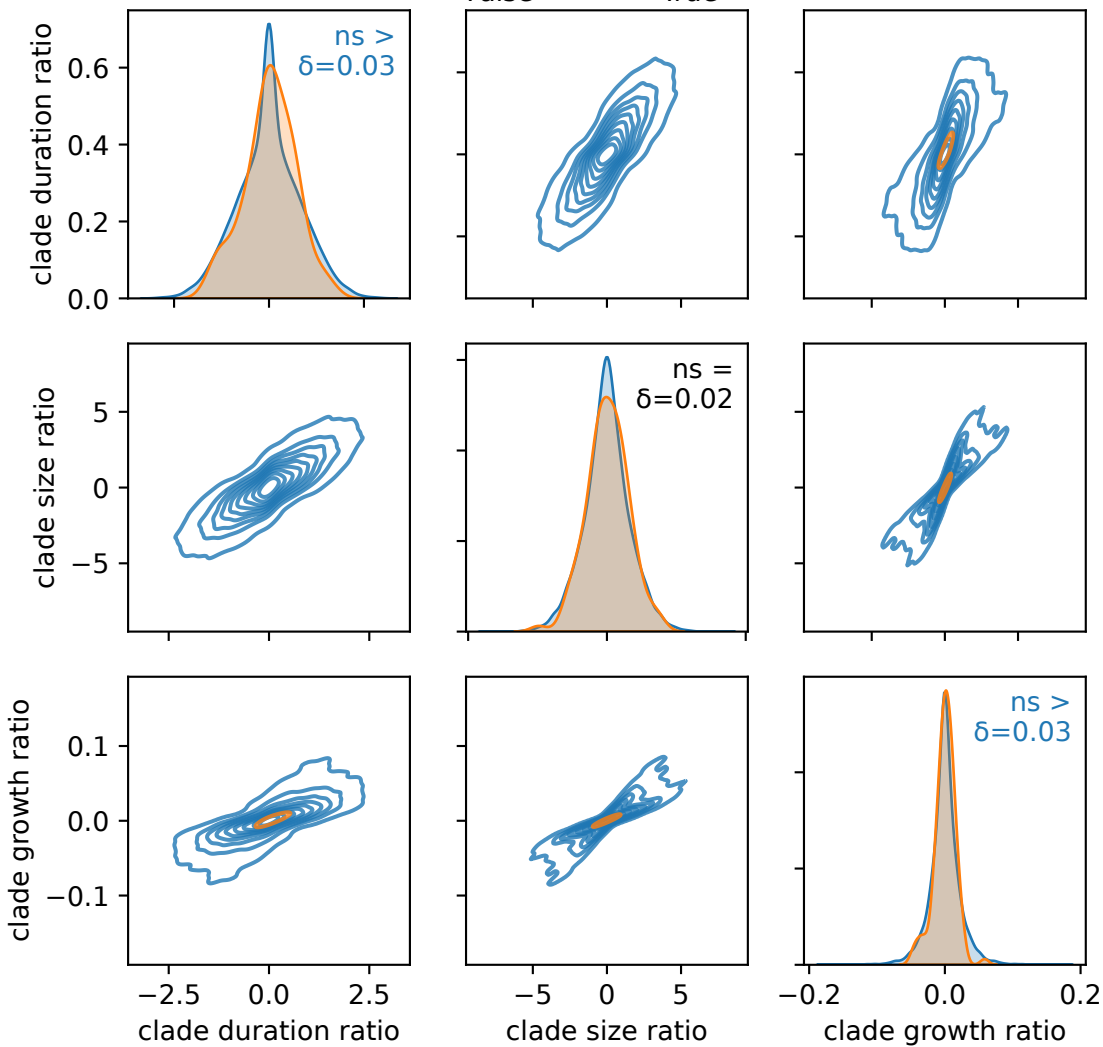 clade duration ratio
0.6
0.4
0.2
0.0
ns >
δ=0.03
clade size ratio
5
0
−5
ns =
δ=0.02
clade growth ratio
0.1
0.0
−0.1
ns >
δ=0.03
−2.5 0.0 2.5
−5 0 5
−0.2 0.0 0.2
clade duration ratio
clade size ratio
clade growth ratio